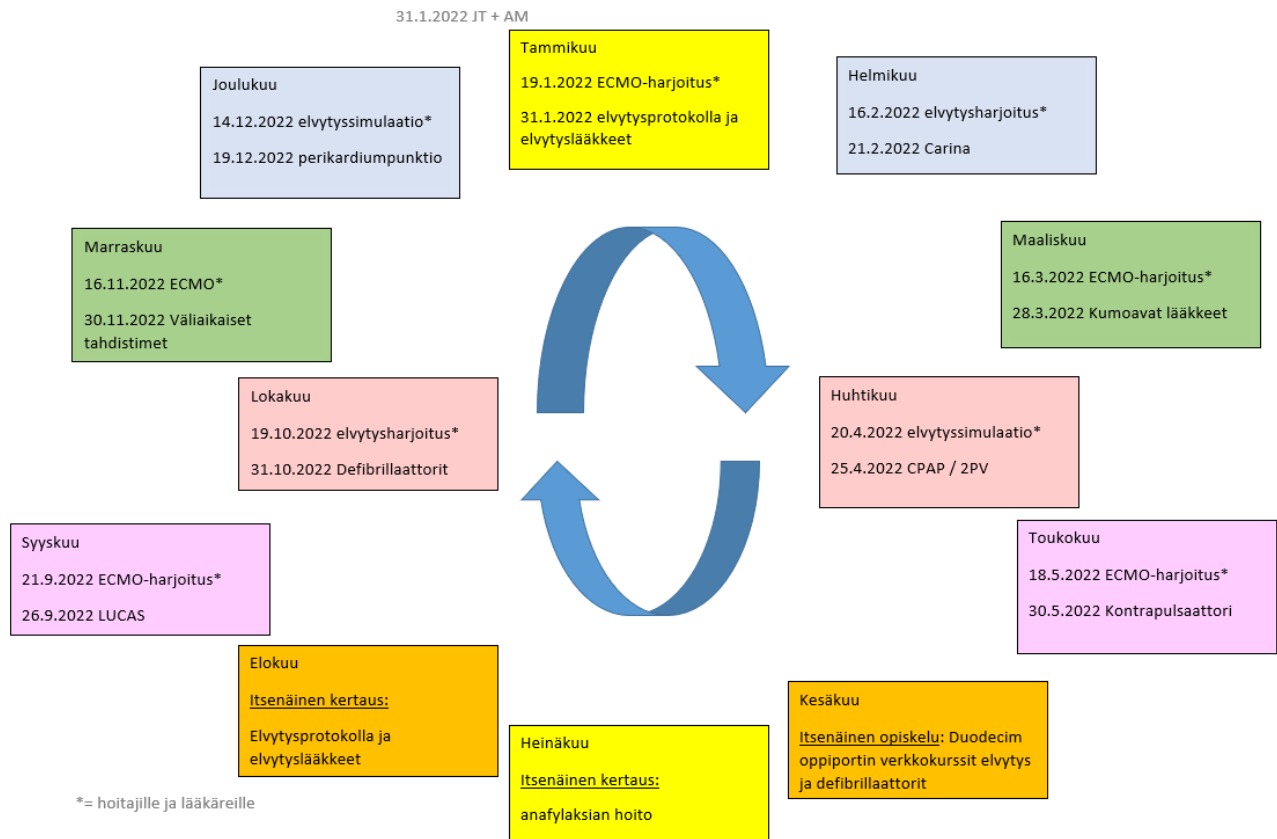 31.1.2022 JT + AM
Tammikuu
19.1.2022 ECMO-harjoitus*
31.1.2022 elvytysprotokolla ja
elvytyslääkkeet
Helmikuu
16.2.2022 elvytysharjoitus*
21.2.2022 Carina
Maaliskuu
16.3.2022 ECMO-harjoitus*
28.3.2022 Kumoavat lääkkeet
Huhtikuu
20.4.2022 elvytyssimulaatio*
25.4.2022 CPAP / 2PV
Toukokuu
18.5.2022 ECMO-harjoitus*
30.5.2022 Kontrapulsaattori
Kesäkuu
Itsenäinen opiskelu: Duodecim
oppiportin verkkokurssit elvytys
ja defibrillaattorit
Heinäkuu
Itsenäinen kertaus:
anafylaksian hoito
Elokuu
Itsenäinen kertaus:
Elvytysprotokolla ja
elvytyslääkkeet
Syyskuu
21.9.2022 ECMO-harjoitus*
26.9.2022 LUCAS
Lokakuu
19.10.2022 elvytysharjoitus*
31.10.2022 Defibrillaattorit
Marraskuu
16.11.2022 ECMO*
30.11.2022 Väliaikaiset
tahdistimet
Joulukuu
14.12.2022 elvytyssimulaatio*
19.12.2022 perikardiumpunktio
*= hoitajille ja lääkäreille